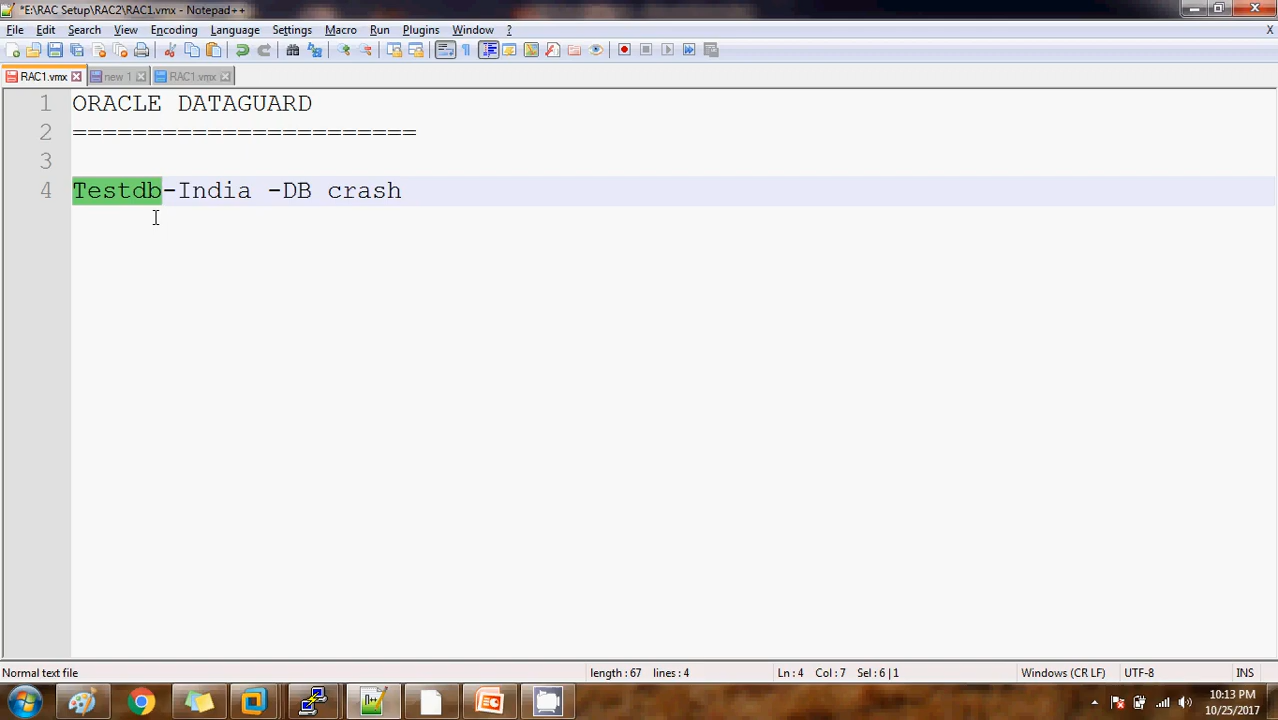 *E:\RAC Setup\RAC2\RAC1.vmx - Notepad++
File Edit Search View Encoding Language Settings Macro Run Plugins Window ? X
RAC1.vmx new 1 RAC1.vmx
1 ORACLE DATAGUARD
2 =======================
3
4 Testdb-India -DB crash
Normal text file length : 67 lines : 4 Ln : 4 Col : 7 Sel : 6 | 1 Windows (CR LF) UTF-8 INS
10:13 PM
10/25/2017